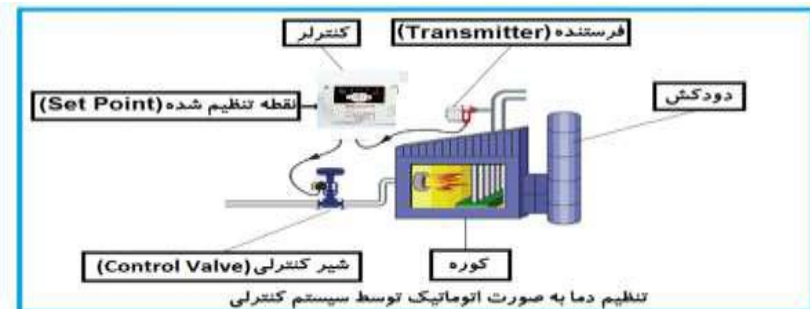 کنترلر
فرستنده (Transmitter)
نقطه تنظیم شده (Set Point)
دودکش
شیر کنترلی (Control Valve)
کوره
تنظیم دما به صورت اتوماتیک توسط سیستم کنترلی